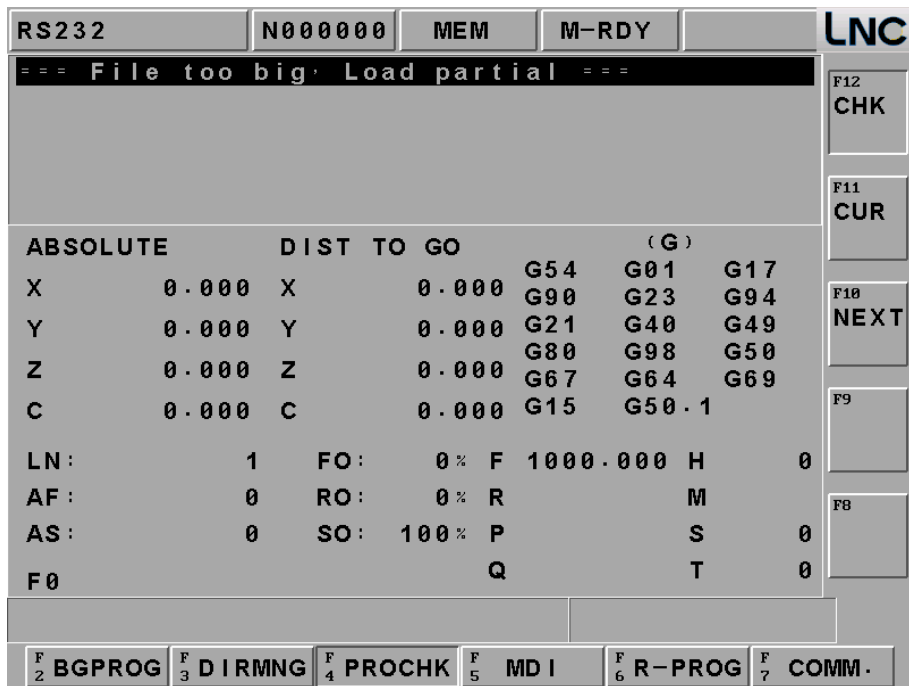 RS232 N000000 MEM M-RDY LNC
=== File too big, Load partial ===
F12
CHK
F11
CUR
F10
NEXT
F9
F8
ABSOLUTE DIST TO GO (G)
G54 G01 G17
X 0.000 X 0.000
G90 G23 G94
Y 0.000 Y 0.000 G21 G40 G49
G80 G98 G50
Z 0.000 Z 0.000
G67 G64 G69
C 0.000 C 0.000 G15 G50.1
LN: 1 FO: 0% F 1000.000 H 0
AF: 0 RO: 0% R M
AS: 0 SO: 100% P S 0
Q T 0
F0
F2 BGPROG F3 DIRMNG F4 PROCHK F5 MDI F6 R-PROG F7 COMM.